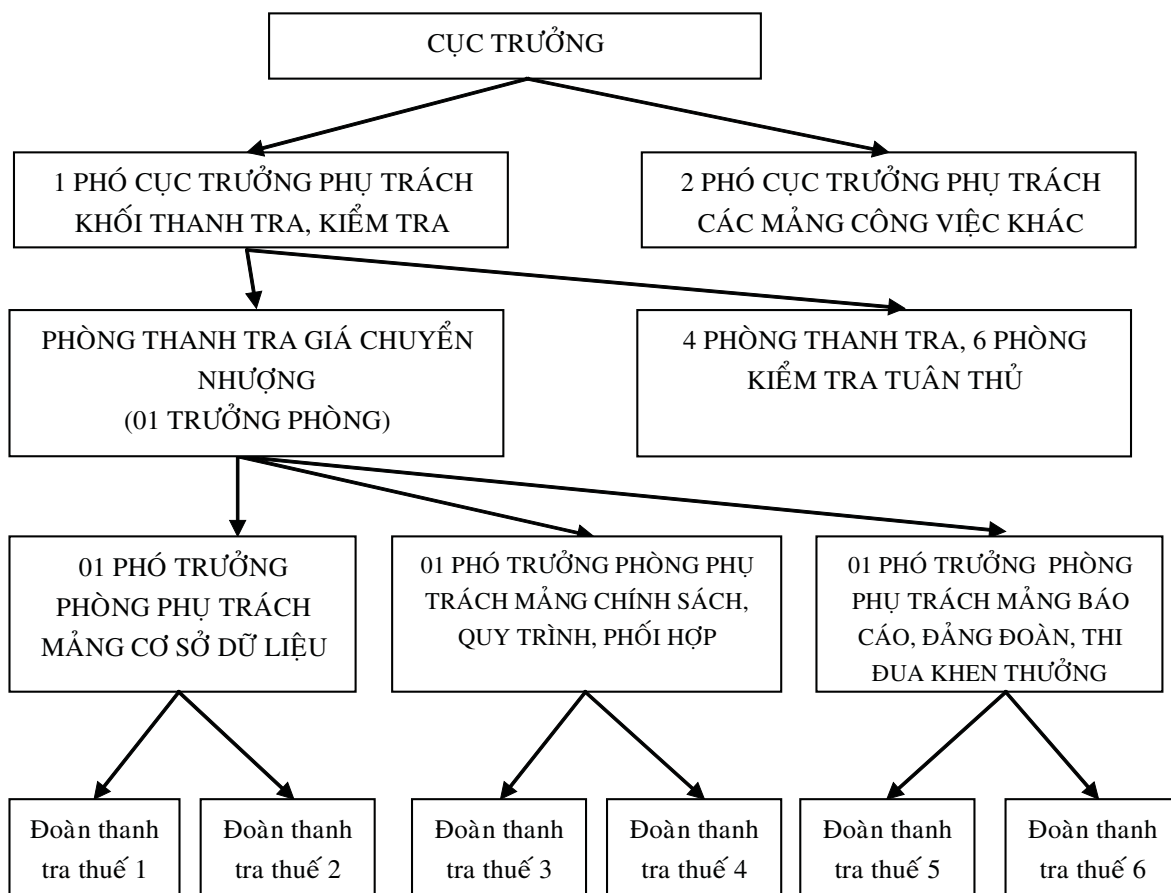 CỤC TRƯỞNG
1 PHÓ CỤC TRƯỞNG PHỤ TRÁCH
KHỐI THANH TRA, KIỂM TRA
2 PHÓ CỤC TRƯỞNG PHỤ TRÁCH
CÁC MẢNG CÔNG VIỆC KHÁC
PHÒNG THANH TRA GIÁ CHUYỂN
NHƯỢNG
(01 TRƯỞNG PHÒNG)
4 PHÒNG THANH TRA, 6 PHÒNG
KIỂM TRA TUÂN THỦ
01 PHÓ TRƯỞNG
PHÒNG PHỤ TRÁCH
MẢNG CƠ SỞ DỮ LIỆU
01 PHÓ TRƯỞNG PHÒNG PHỤ
TRÁCH MẢNG CHÍNH SÁCH,
QUY TRÌNH, PHỐI HỢP
01 PHÓ TRƯỞNG PHÒNG
PHỤ TRÁCH MẢNG BÁO
CÁO, ĐẢNG ĐOÀN, THI
ĐUA KHEN THƯỞNG
Đoàn thanh
tra thuế 1
Đoàn thanh
tra thuế 2
Đoàn thanh
tra thuế 3
Đoàn thanh
tra thuế 4
Đoàn thanh
tra thuế 5
Đoàn thanh
tra thuế 6